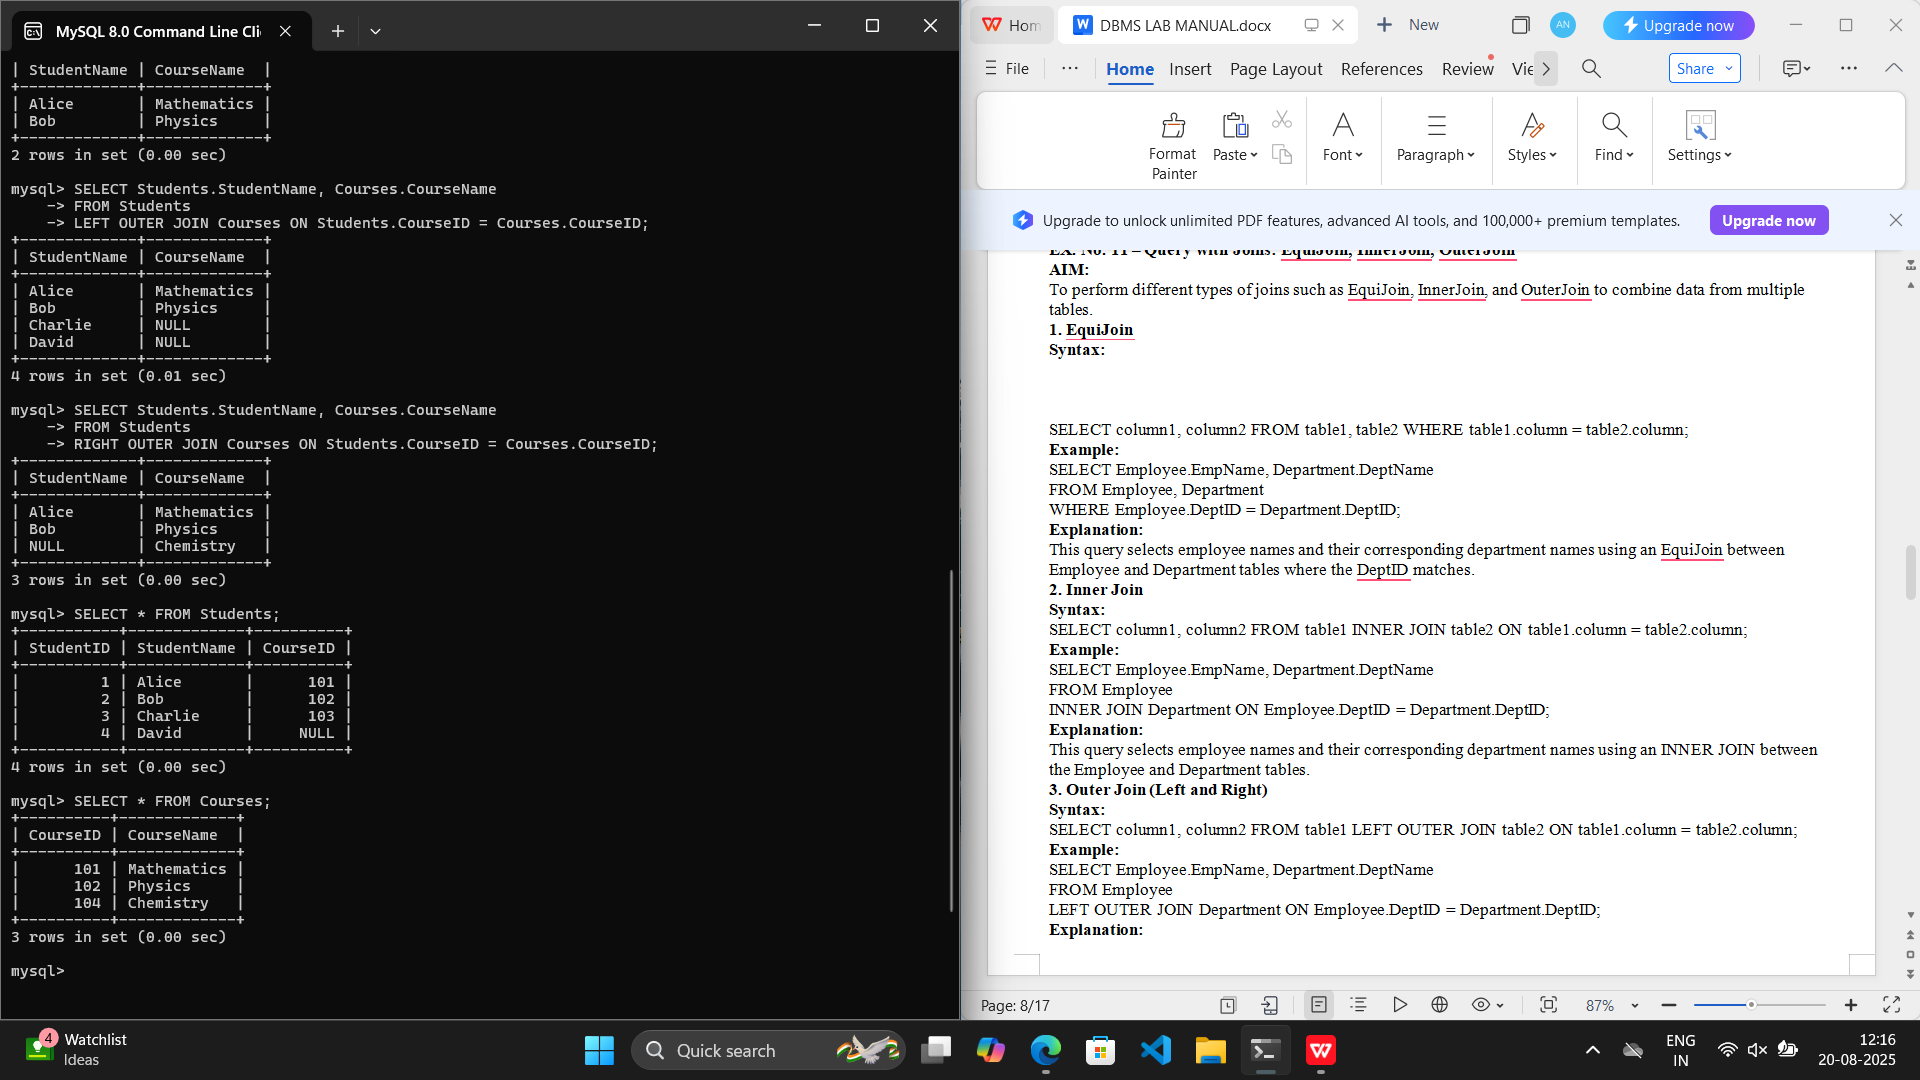 MySQL 8.0 Command Line Cli
| StudentName | CourseName  |
+-------------+-------------+
| Alice       | Mathematics |
| Bob         | Physics     |
+-------------+-------------+
2 rows in set (0.00 sec)
mysql> SELECT Students.StudentName, Courses.CourseName
    -> FROM Students
    -> LEFT OUTER JOIN Courses ON Students.CourseID = Courses.CourseID;
+-------------+-------------+
| StudentName | CourseName  |
+-------------+-------------+
| Alice       | Mathematics |
| Bob         | Physics     |
| Charlie     | NULL        |
| David       | NULL        |
+-------------+-------------+
4 rows in set (0.01 sec)
mysql> SELECT Students.StudentName, Courses.CourseName
    -> FROM Students
    -> RIGHT OUTER JOIN Courses ON Students.CourseID = Courses.CourseID;
+-------------+-------------+
| StudentName | CourseName  |
+-------------+-------------+
| Alice       | Mathematics |
| Bob         | Physics     |
| NULL        | Chemistry   |
+-------------+-------------+
3 rows in set (0.00 sec)
mysql> SELECT * FROM Students;
+-----------+-------------+----------+
| StudentID | StudentName | CourseID |
+-----------+-------------+----------+
|         1 | Alice       |      101 |
|         2 | Bob         |      102 |
|         3 | Charlie     |      103 |
|         4 | David       |     NULL |
+-----------+-------------+----------+
4 rows in set (0.00 sec)
mysql> SELECT * FROM Courses;
+----------+-------------+
| CourseID | CourseName  |
+----------+-------------+
|      101 | Mathematics |
|      102 | Physics     |
|      104 | Chemistry   |
+----------+-------------+
3 rows in set (0.00 sec)
mysql>
Hom DBMS LAB MANUAL.docx New AN Upgrade now
File Home Insert Page Layout References Review Vie Share
Format Painter Paste Font Paragraph Styles Find Settings
Upgrade to unlock unlimited PDF features, advanced AI tools, and 100,000+ premium templates. Upgrade now
EX. No. 11 – Query with Joins: EquiJoin, InnerJoin, OuterJoin
AIM:
To perform different types of joins such as EquiJoin, InnerJoin, and OuterJoin to combine data from multiple
tables.
1. EquiJoin
Syntax:
SELECT column1, column2 FROM table1, table2 WHERE table1.column = table2.column;
Example:
SELECT Employee.EmpName, Department.DeptName
FROM Employee, Department
WHERE Employee.DeptID = Department.DeptID;
Explanation:
This query selects employee names and their corresponding department names using an EquiJoin between
Employee and Department tables where the DeptID matches.
2. Inner Join
Syntax:
SELECT column1, column2 FROM table1 INNER JOIN table2 ON table1.column = table2.column;
Example:
SELECT Employee.EmpName, Department.DeptName
FROM Employee
INNER JOIN Department ON Employee.DeptID = Department.DeptID;
Explanation:
This query selects employee names and their corresponding department names using an INNER JOIN between
the Employee and Department tables.
3. Outer Join (Left and Right)
Syntax:
SELECT column1, column2 FROM table1 LEFT OUTER JOIN table2 ON table1.column = table2.column;
Example:
SELECT Employee.EmpName, Department.DeptName
FROM Employee
LEFT OUTER JOIN Department ON Employee.DeptID = Department.DeptID;
Explanation:
Page: 8/17 87%
4 Watchlist
Ideas
Quick search
ENG
IN
12:16
20-08-2025